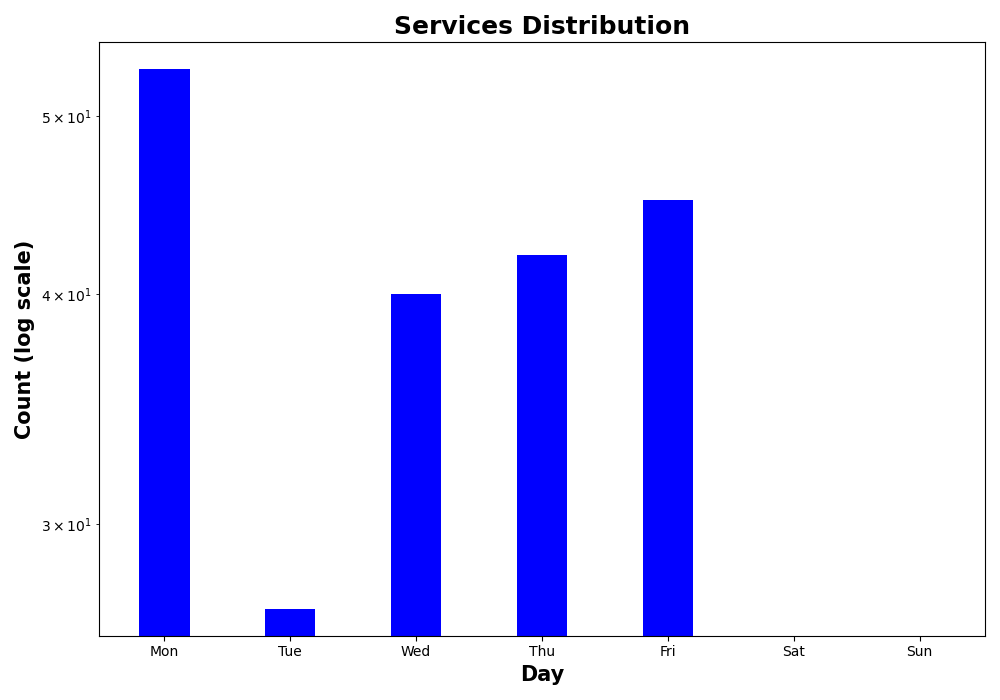 Services Distribution
Count (log scale)
5 × 10¹
4 × 10¹
3 × 10¹
Mon Tue Wed Thu Fri Sat Sun
Day